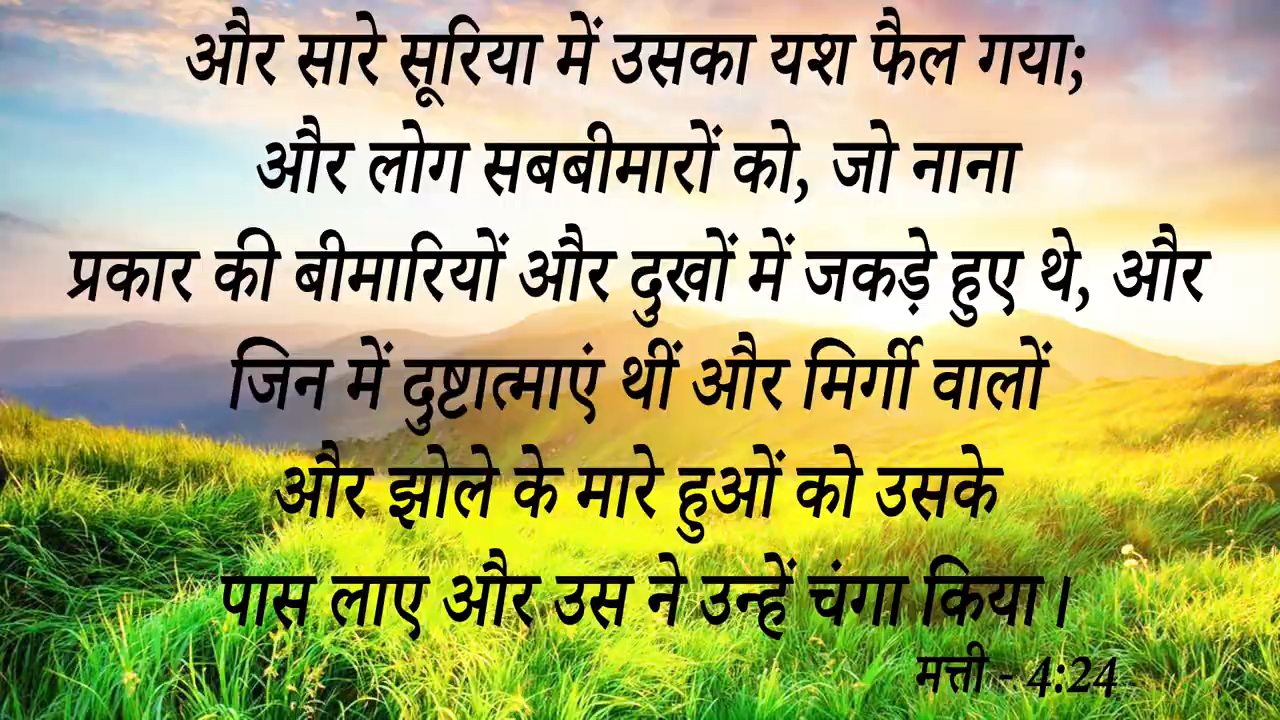 और सारे सूरिया में उसका यश फैल गया;
और लोग सबबीमारों को, जो नाना
प्रकार की बीमारियों और दुखों में जकड़े हुए थे, और
जिन में दुष्टात्माएं थीं और मिर्गी वालों
और झोले के मारे हुओं को उसके
पास लाए और उस ने उन्हें चंगा किया।
मत्ती - 4:24